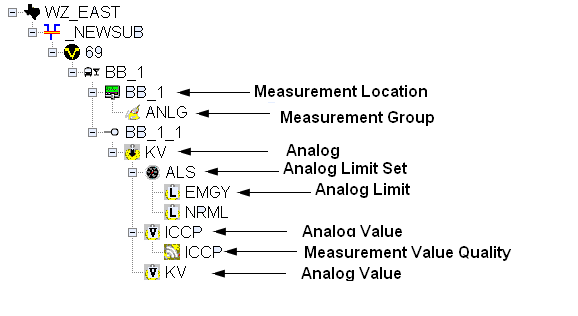 WZ_EAST
_NEWSUB
69
BB_1
BB_1 Measurement Location
ANLG Measurement Group
BB_1_1
KV Analog
ALS Analog Limit Set
L EMGY Analog Limit
L NRML
V ICCP Analog Value
ICCP Measurement Value Quality
V KV Analog Value